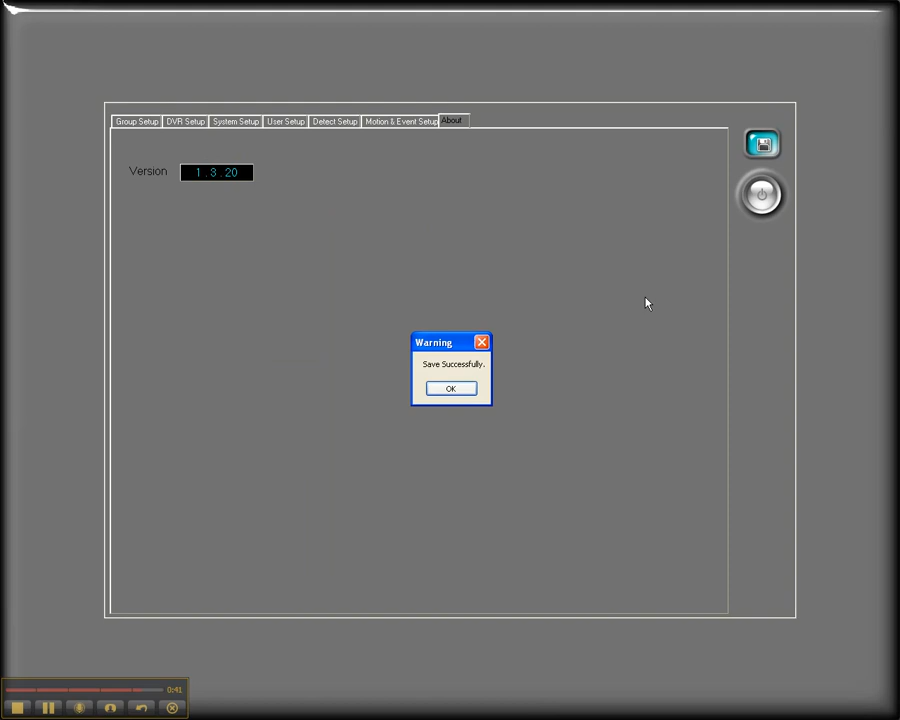 Group Setup DVR Setup System Setup User Setup Detect Setup Motion & Event Setup About
Version 1 . 3 . 20
Warning
Save Successfully.
OK
0:41